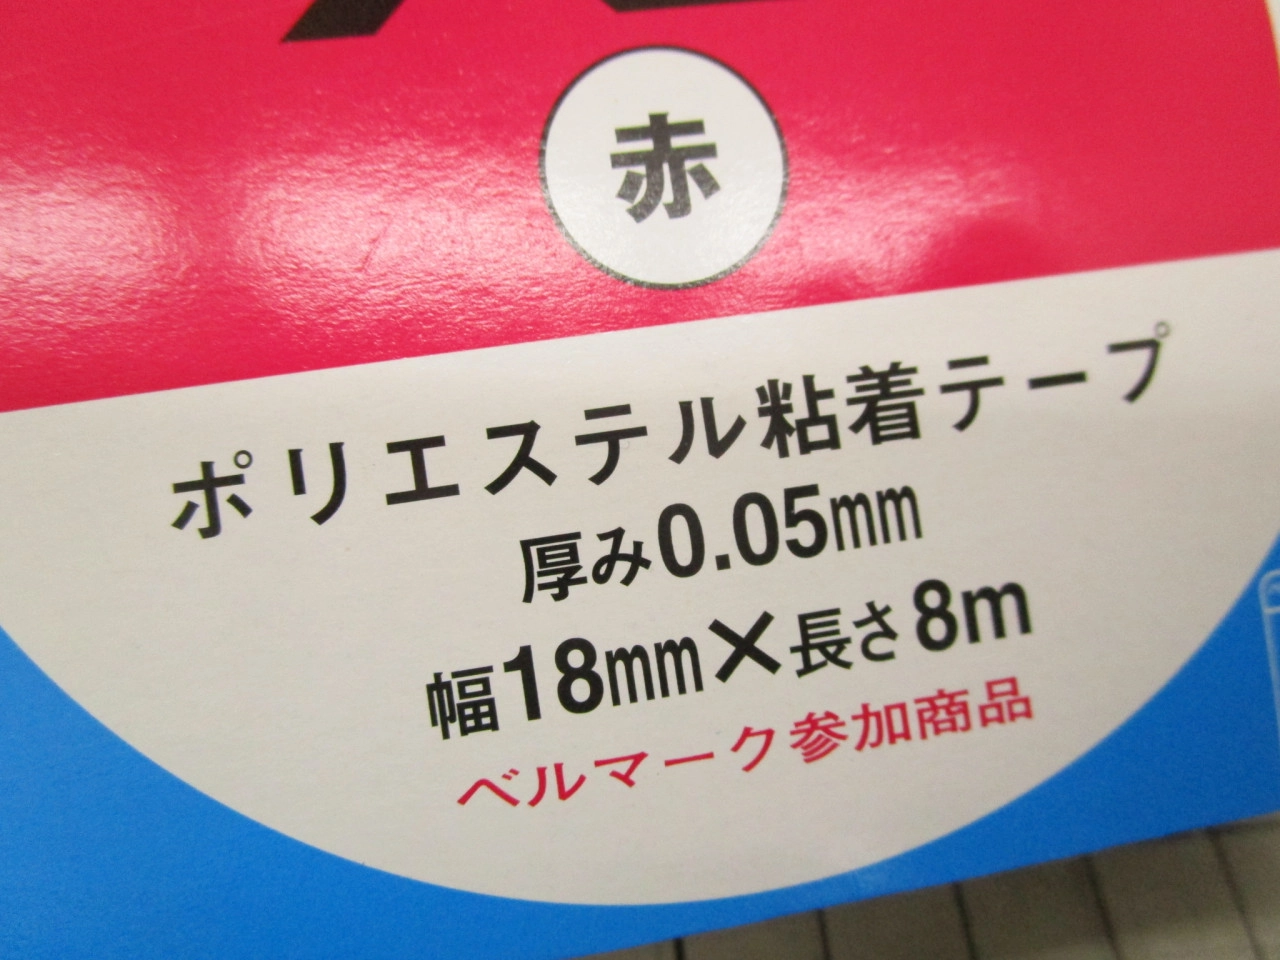 赤
ポリエステル粘着テープ
厚み0.05mm
幅18mm×長さ8m
ベルマーク参加商品